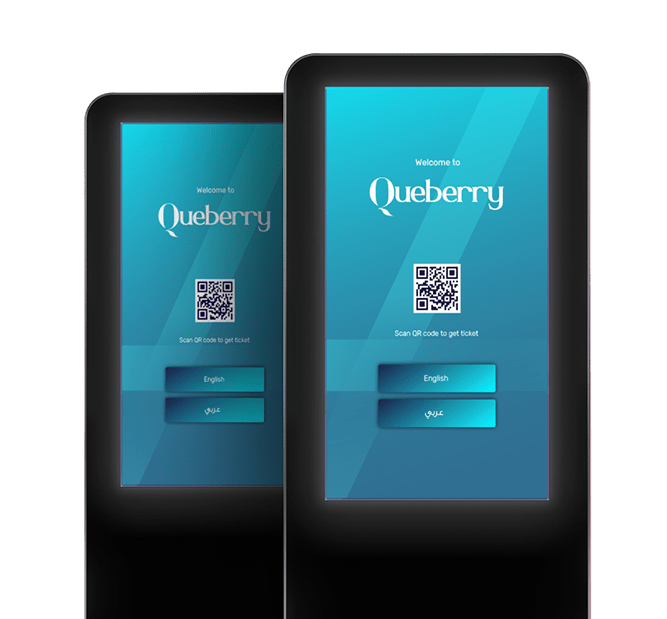 Welcome to
Queberry
Scan QR code to get ticket
English
عربي
Welcome to
Queberry
Scan QR code to get ticket
English
عربي